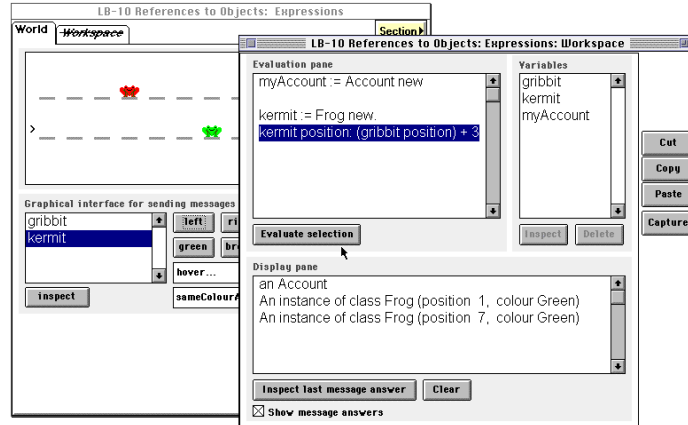 LB-10 References to Objects: Expressions
World
Workspace
Section
LB-10 References to Objects: Expressions: Workspace
Evaluation pane
myAccount := Account new
kermit := Frog new.
kermit position: (gribbit position) + 3
Evaluate selection
Variables
gribbit
kermit
myAccount
Inspect
Delete
Cut
Copy
Paste
Capture
Graphical interface for sending messages
gribbit
kermit
left
ri
green
br
hover...
sameColourA
inspect
Display pane
an Account
An instance of class Frog (position 1, colour Green)
An instance of class Frog (position 7, colour Green)
Inspect last message answer
Clear
Show message answers